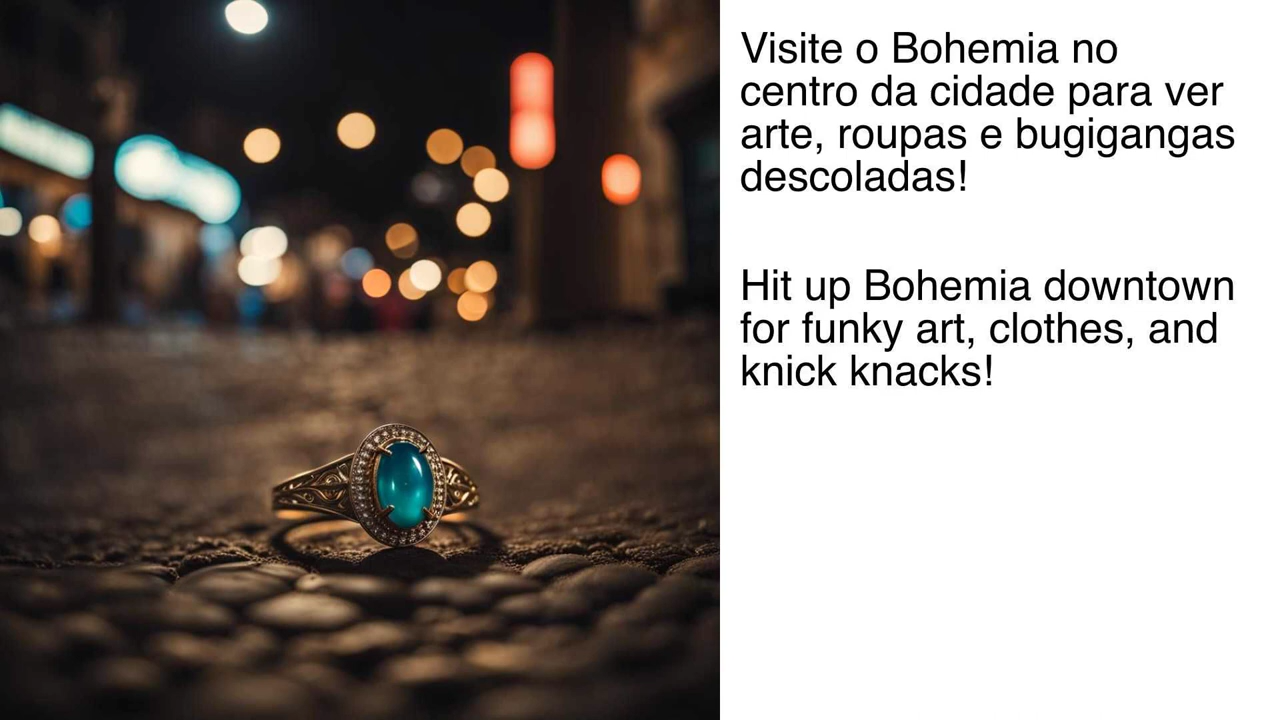 Visite o Bohemia no
centro da cidade para ver
arte, roupas e bugigangas
descoladas!
Hit up Bohemia downtown
for funky art, clothes, and
knick knacks!